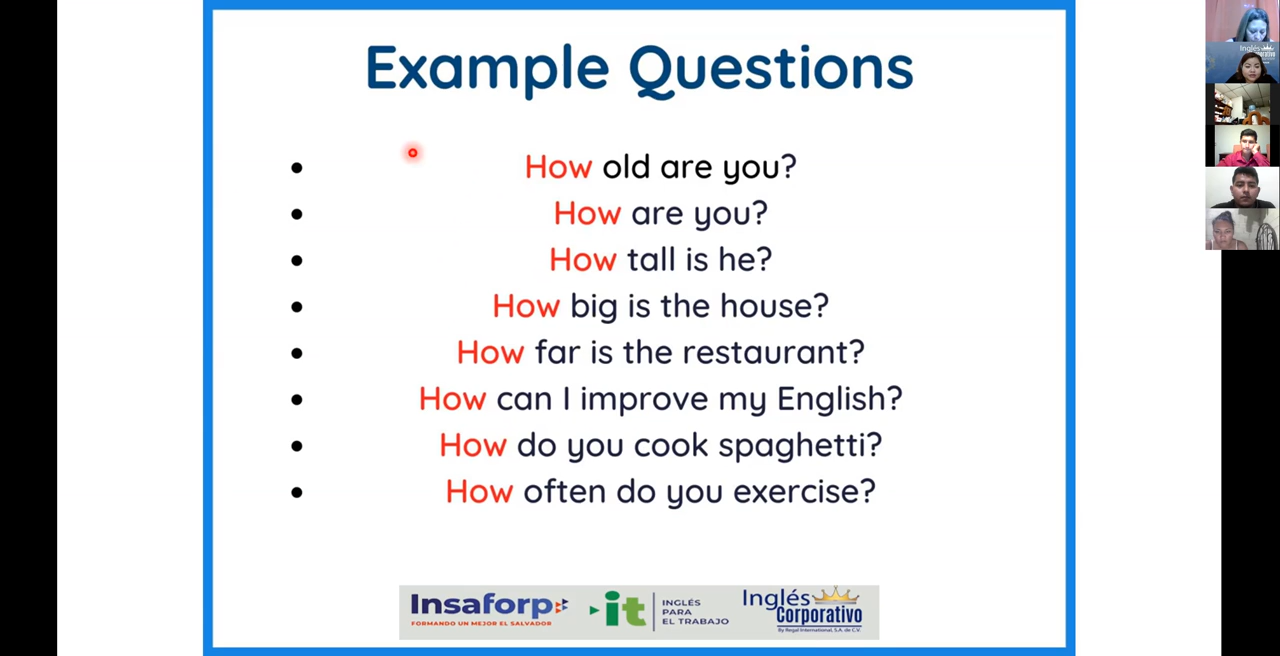 Example Questions
How old are you?
How are you?
How tall is he?
How big is the house?
How far is the restaurant?
How can I improve my English?
How do you cook spaghetti?
How often do you exercise?
Insaforp
FORMANDO UN MEJOR EL SALVADOR
it
INGLÉS
PARA
EL TRABAJO
Inglés
Corporativo
By Regal International, S.A. de C.V.
Inglés